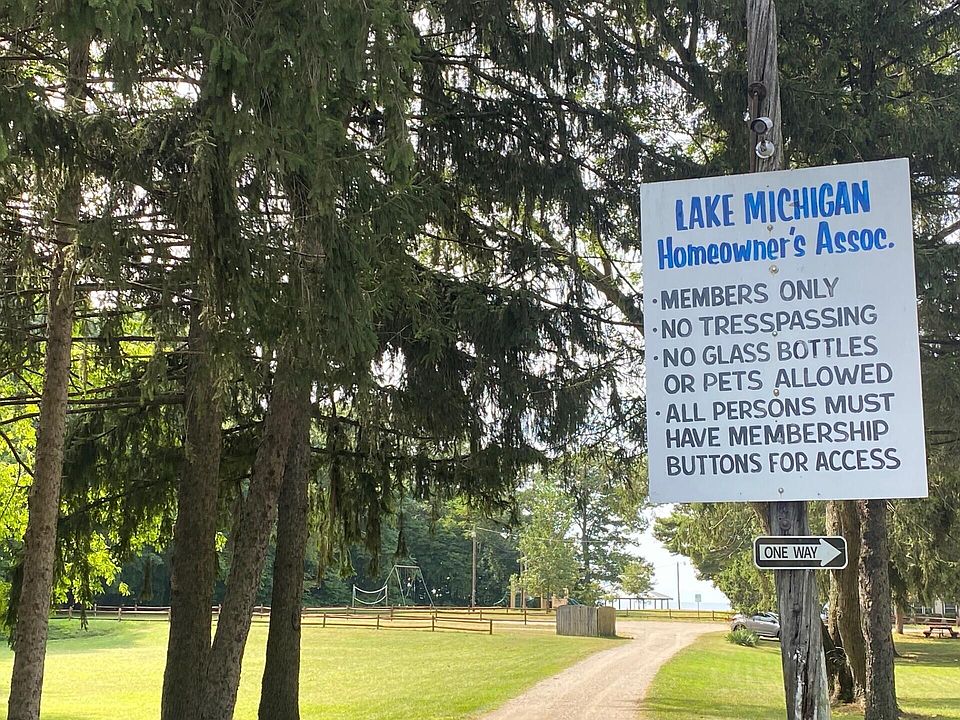 LAKE MICHIGAN
HOMEOWNER'S ASSOC.
· MEMBERS ONLY
· NO TRESSPASSING
· NO GLASS BOTTLES
OR PETS ALLOWED
· ALL PERSONS MUST
HAVE MEMBERSHIP
BUTTONS FOR ACCESS
ONE WAY